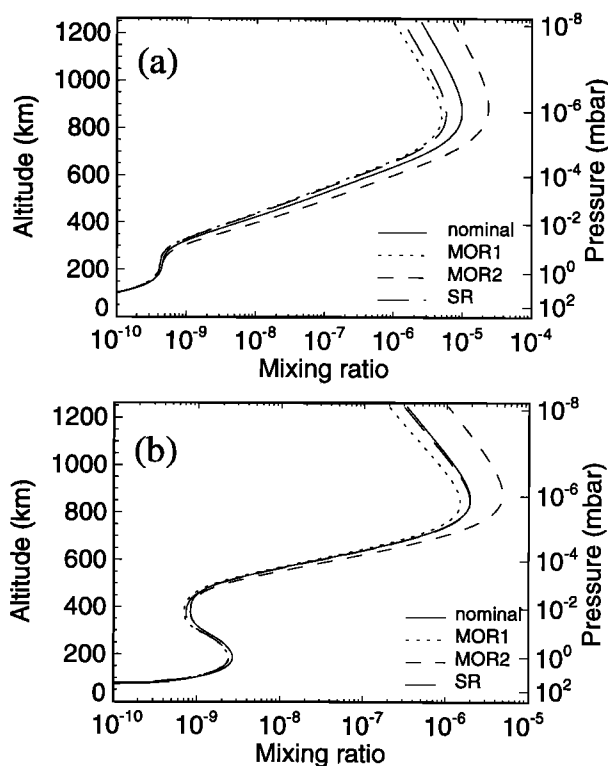 (a)
1200
1000
800
600
400
200
0
Altitude (km)
10^-8
10^-6
10^-4
10^-2
10^0
10^2
Pressure (mbar)
nominal
MOR1
MOR2
SR
10^-10 10^-9 10^-8 10^-7 10^-6 10^-5 10^-4
Mixing ratio
(b)
1200
1000
800
600
400
200
0
Altitude (km)
10^-8
10^-6
10^-4
10^-2
10^0
10^2
Pressure (mbar)
nominal
MOR1
MOR2
SR
10^-10 10^-9 10^-8 10^-7 10^-6 10^-5
Mixing ratio